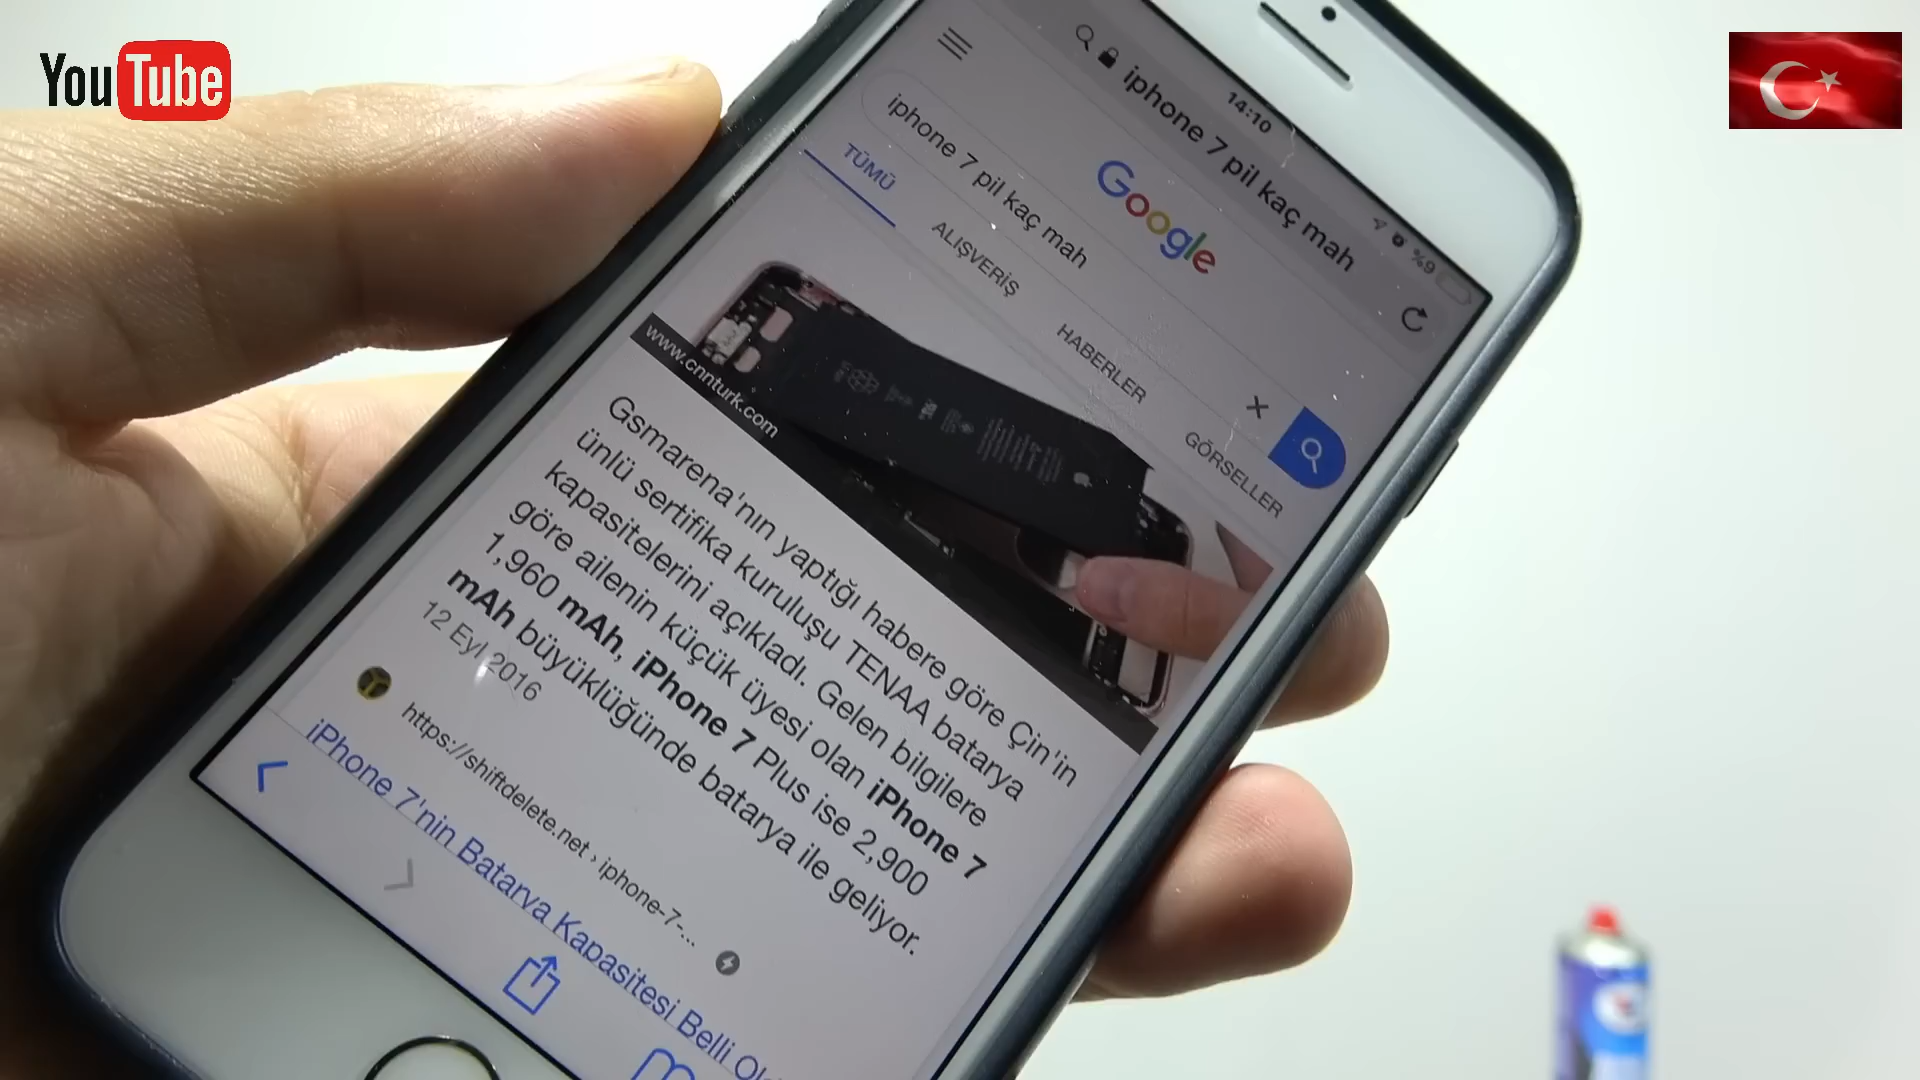 YouTube
14:10
%9
iphone 7 pil kaç mah
Google
iphone 7 pil kaç mah
TÜMÜ
ALIŞVERİŞ
HABERLER
GÖRSELLER
www.cnnturk.com
Gsmarena'nın yaptığı habere göre Çin'in
ünlü sertifika kuruluşu TENAA batarya
kapasitelerini açıkladı. Gelen bilgilere
göre ailenin küçük üyesi olan iPhone 7
1,960 mAh, iPhone 7 Plus ise 2,900
mAh büyüklüğünde batarya ile geliyor.
12 Eyl 2016
https://shiftdelete.net › iphone-7-...
iPhone 7'nin Batarya Kapasitesi Belli